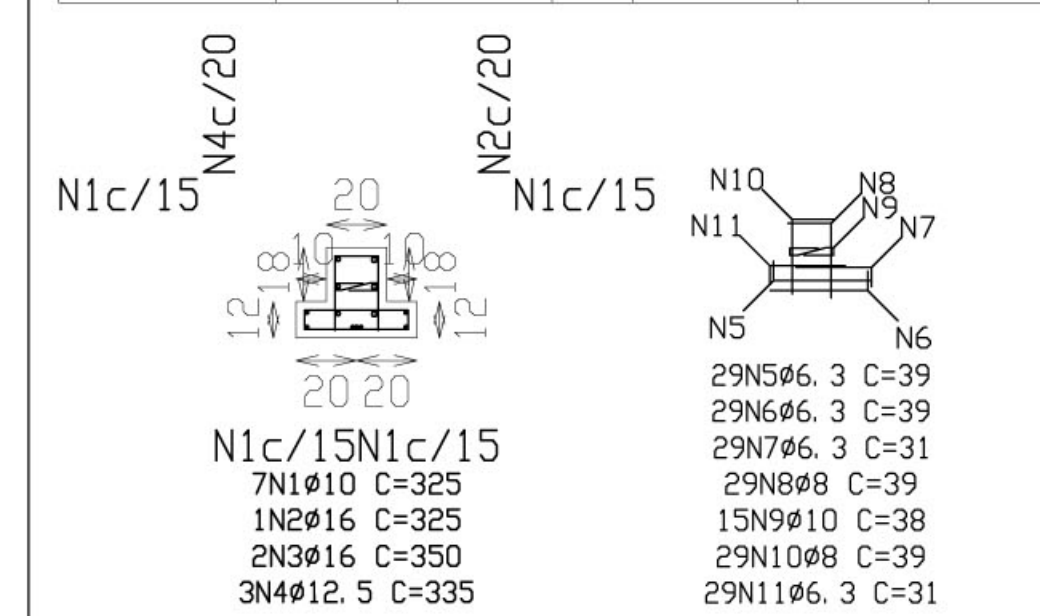 N4c/20
N2c/20
N1c/15
20
N1c/15
10
10
18
18
12
12
20
20
N1c/15N1c/15
7N1ø10 C=325
1N2ø16 C=325
2N3ø16 C=350
3N4ø12.5 C=335
N10
N8
N9
N11
N7
N5
N6
29N5ø6.3 C=39
29N6ø6.3 C=39
29N7ø6.3 C=31
29N8ø8 C=39
15N9ø10 C=38
29N10ø8 C=39
29N11ø6.3 C=31